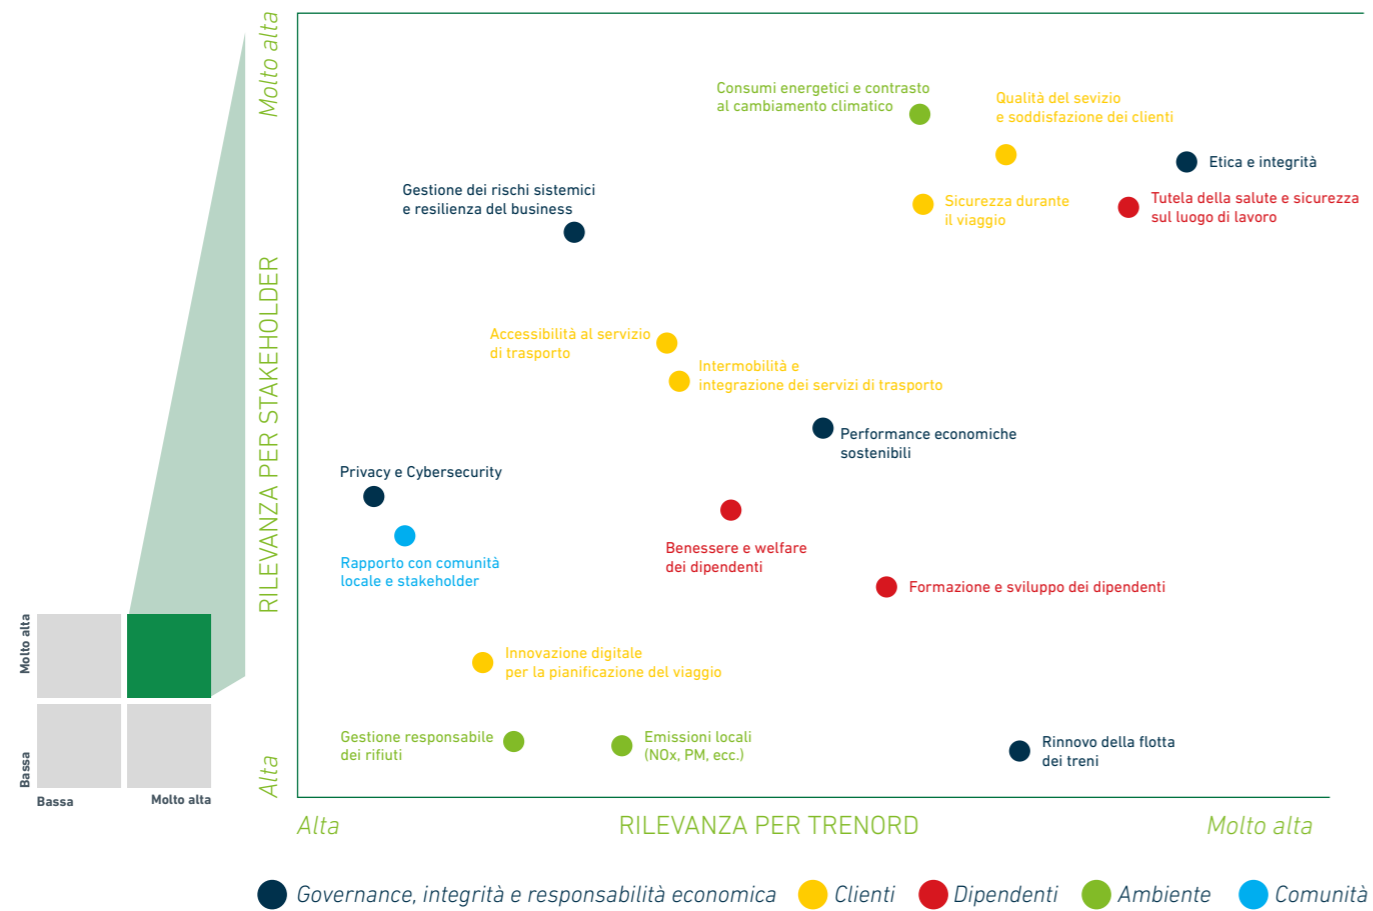 Molto alta
RILEVANZA PER STAKEHOLDER
Alta
Consumi energetici e contrasto
al cambiamento climatico
Qualità del sevizio
e soddisfazione dei clienti
Etica e integrità
Gestione dei rischi sistemici
e resilienza del business
Sicurezza durante
il viaggio
Tutela della salute e sicurezza
sul luogo di lavoro
Accessibilità al servizio
di trasporto
Intermobilità e
integrazione dei servizi di trasporto
Performance economiche
sostenibili
Privacy e Cybersecurity
Rapporto con comunità
locale e stakeholder
Benessere e welfare
dei dipendenti
Formazione e sviluppo dei dipendenti
Innovazione digitale
per la pianificazione del viaggio
Gestione responsabile
dei rifiuti
Emissioni locali
(NOx, PM, ecc.)
Rinnovo della flotta
dei treni
Molto alta
Bassa
Bassa
Molto alta
Alta
RILEVANZA PER TRENORD
Molto alta
Governance, integrità e responsabilità economica
Clienti
Dipendenti
Ambiente
Comunità